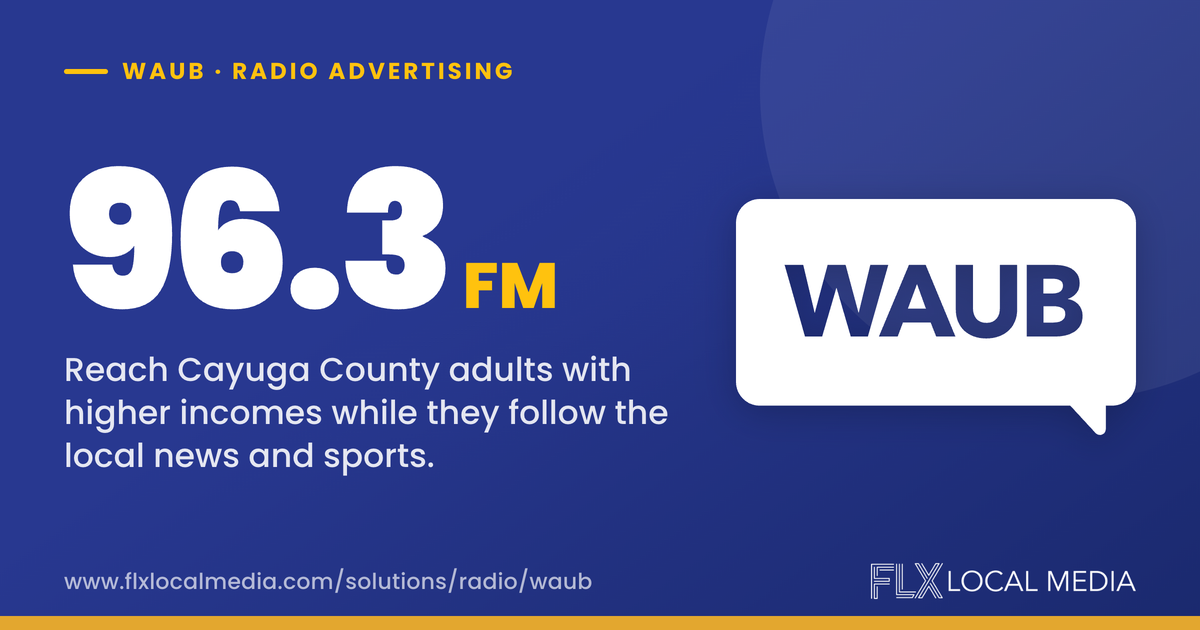 WAUB · RADIO ADVERTISING
96.3 FM
Reach Cayuga County adults with
higher incomes while they follow the
local news and sports.
WAUB
www.flxlocalmedia.com/solutions/radio/waub
FLX LOCAL MEDIA